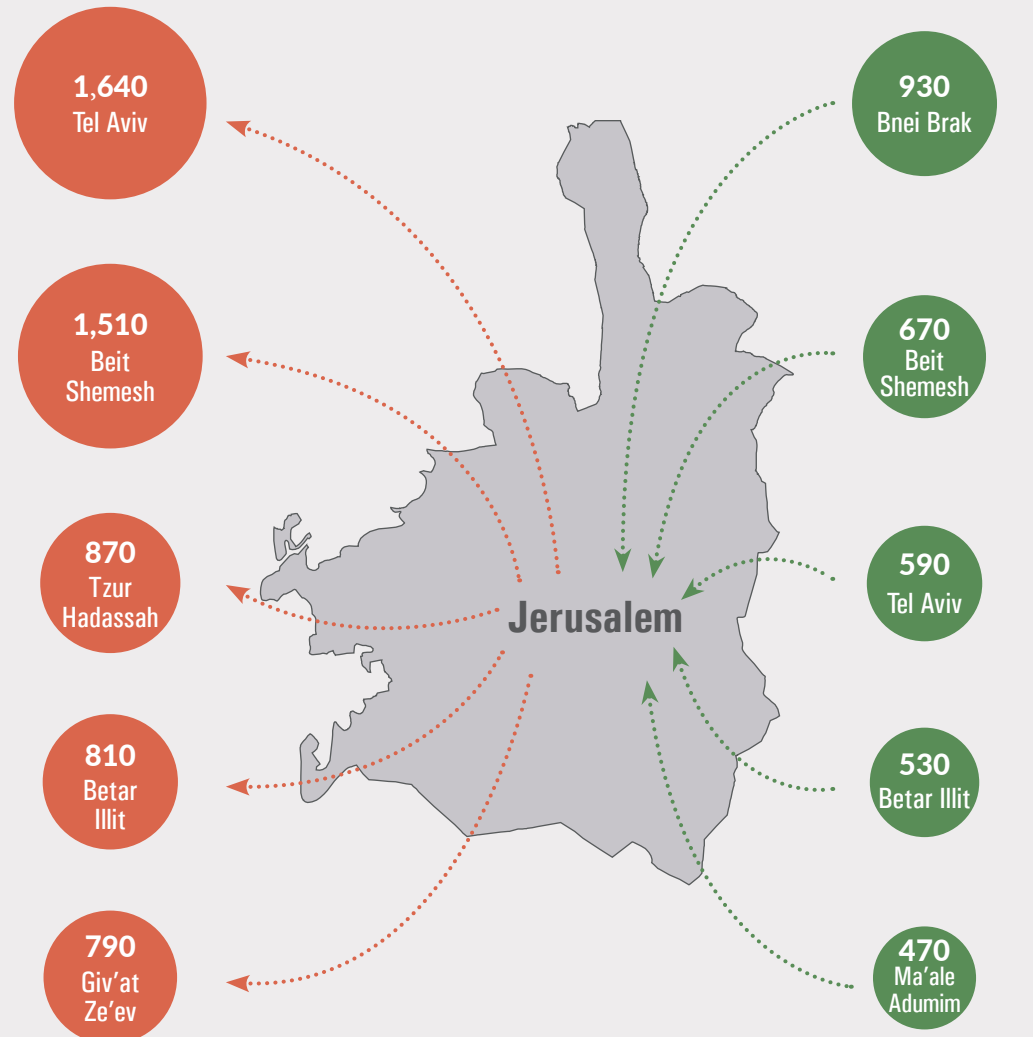 1,640
Tel Aviv
1,510
Beit
Shemesh
870
Tzur
Hadassah
810
Betar
Illit
790
Giv’at
Ze’ev
Jerusalem
930
Bnei Brak
670
Beit
Shemesh
590
Tel Aviv
530
Betar Illit
470
Ma’ale
Adumim